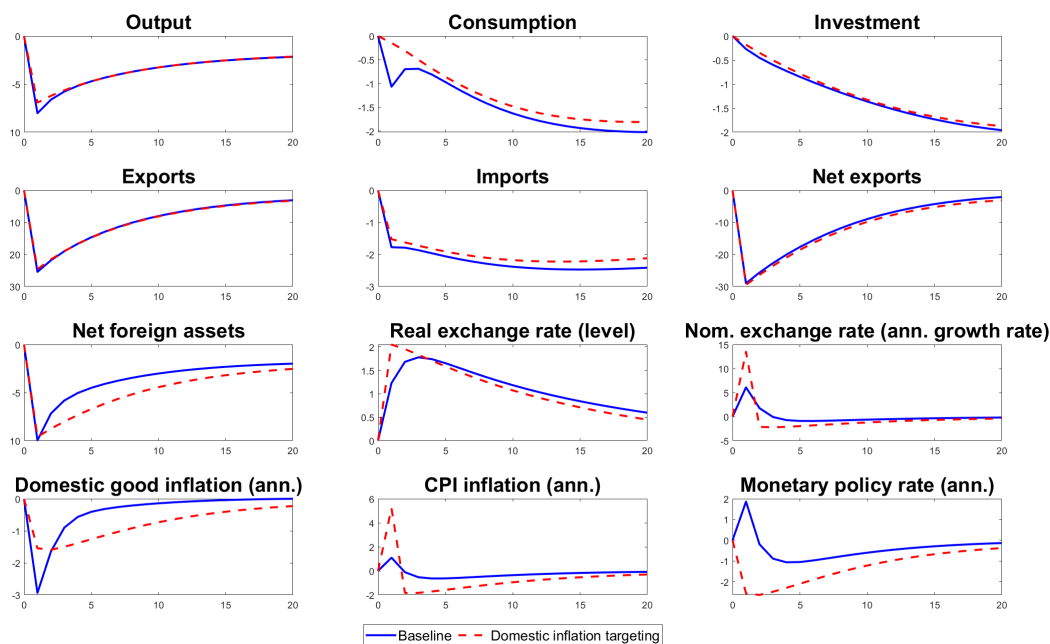 Output
Consumption
Investment
0
-5
10
0 5 10 15 20
0
-0.5
-1
-1.5
-2
0 5 10 15 20
0
-0.5
-1
-1.5
-2
0 5 10 15 20
Exports
Imports
Net exports
0
10
20
30
0 5 10 15 20
0
-1
-2
-3
0 5 10 15 20
0
10
20
30
0 5 10 15 20
Net foreign assets
Real exchange rate (level)
Nom. exchange rate (ann. growth rate)
0
-5
10
0 5 10 15 20
2
1.5
1
0.5
0
0 5 10 15 20
15
10
5
0
-5
0 5 10 15 20
Domestic good inflation (ann.)
CPI inflation (ann.)
Monetary policy rate (ann.)
0
-1
-2
-3
0 5 10 15 20
6
4
2
0
-2
0 5 10 15 20
2
1
0
-1
-2
0 5 10 15 20
Baseline
Domestic inflation targeting